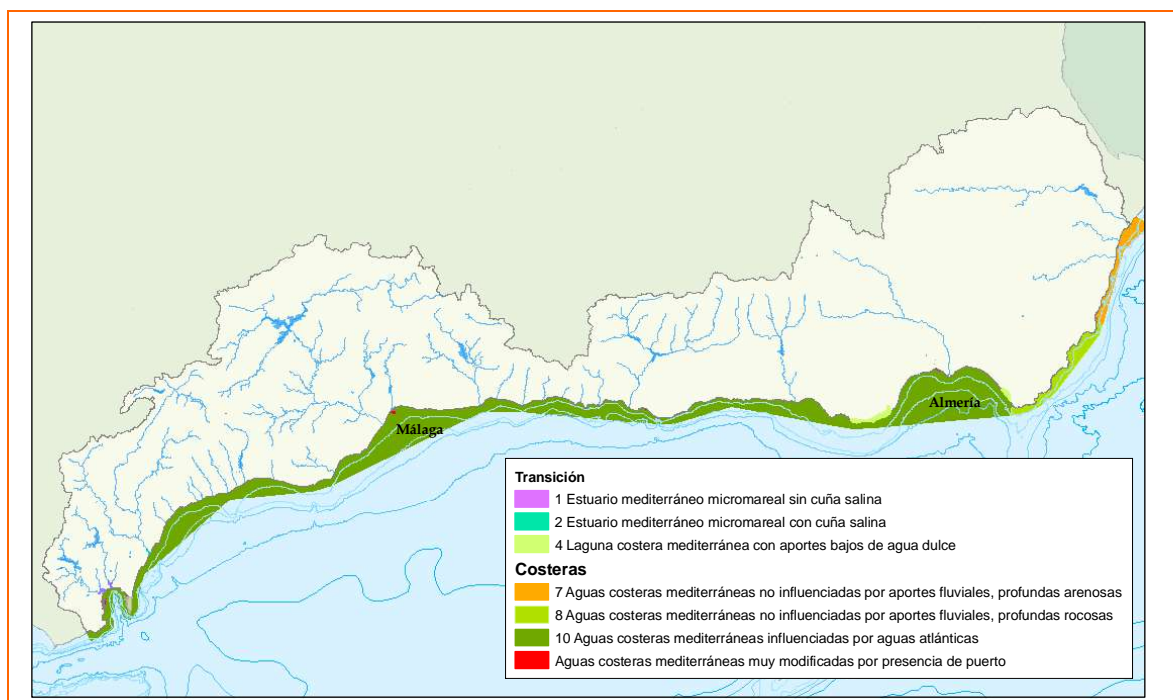 Málaga
Almería
Transición
1 Estuario mediterráneo micromareal sin cuña salina
2 Estuario mediterráneo micromareal con cuña salina
4 Laguna costera mediterránea con aportes bajos de agua dulce
Costeras
7 Aguas costeras mediterráneas no influenciadas por aportes fluviales, profundas arenosas
8 Aguas costeras mediterráneas no influenciadas por aportes fluviales, profundas rocosas
10 Aguas costeras mediterráneas influenciadas por aguas atlánticas
Aguas costeras mediterráneas muy modificadas por presencia de puerto